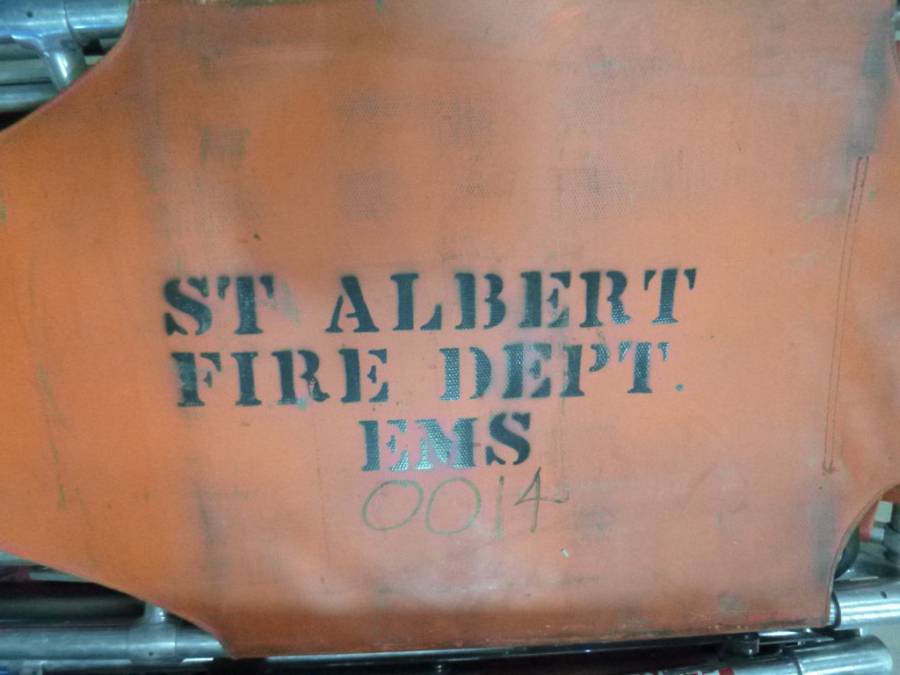 ST ALBERT
FIRE DEPT.
EMS
0014